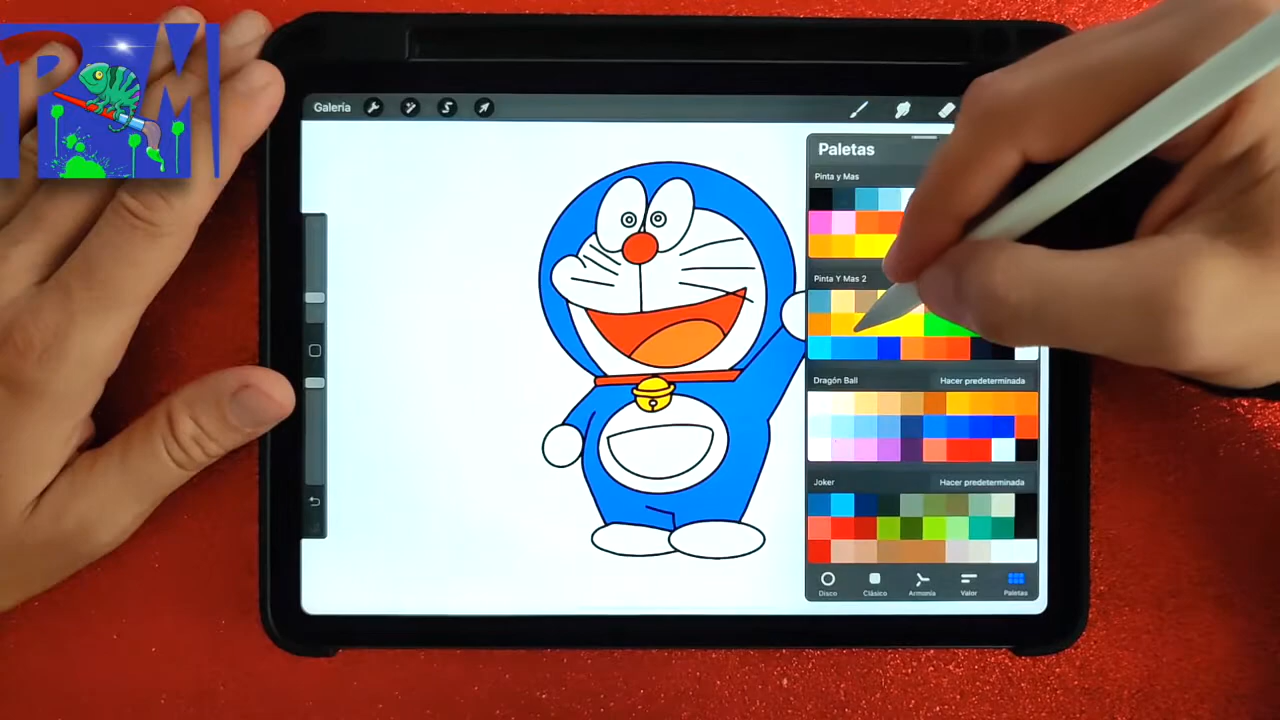 P M
Galería
Paletas
Pinta y Mas
Pinta Y Mas 2
Dragón Ball
Hacer predeterminada
Joker
Hacer predeterminada
Disco
Clásico
Armonía
Valor
Paletas